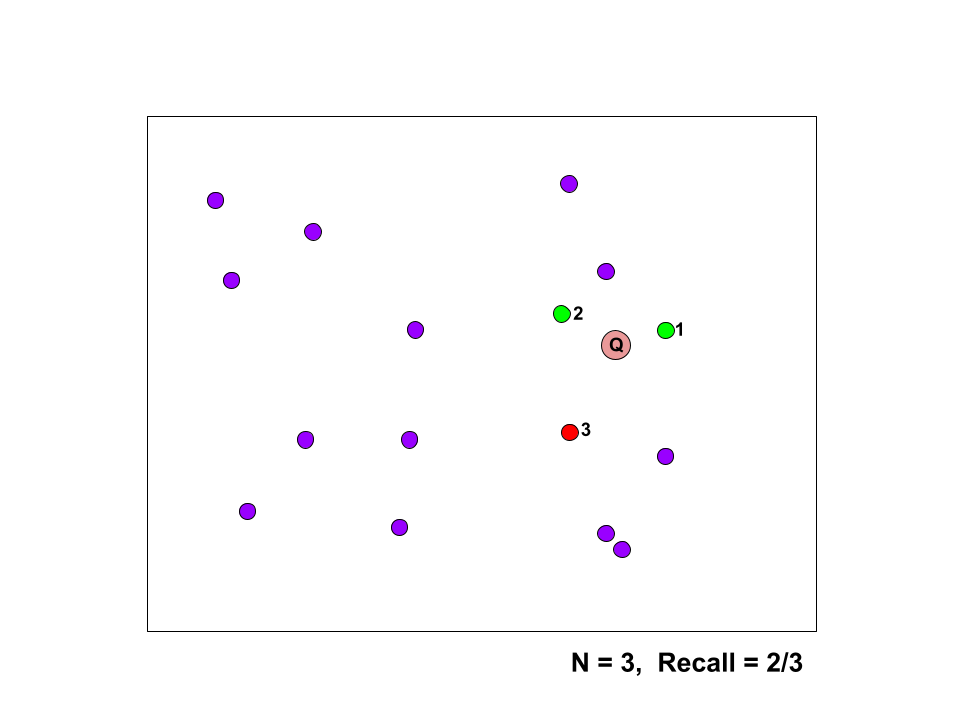 2
1
Q
3
N = 3, Recall = 2/3